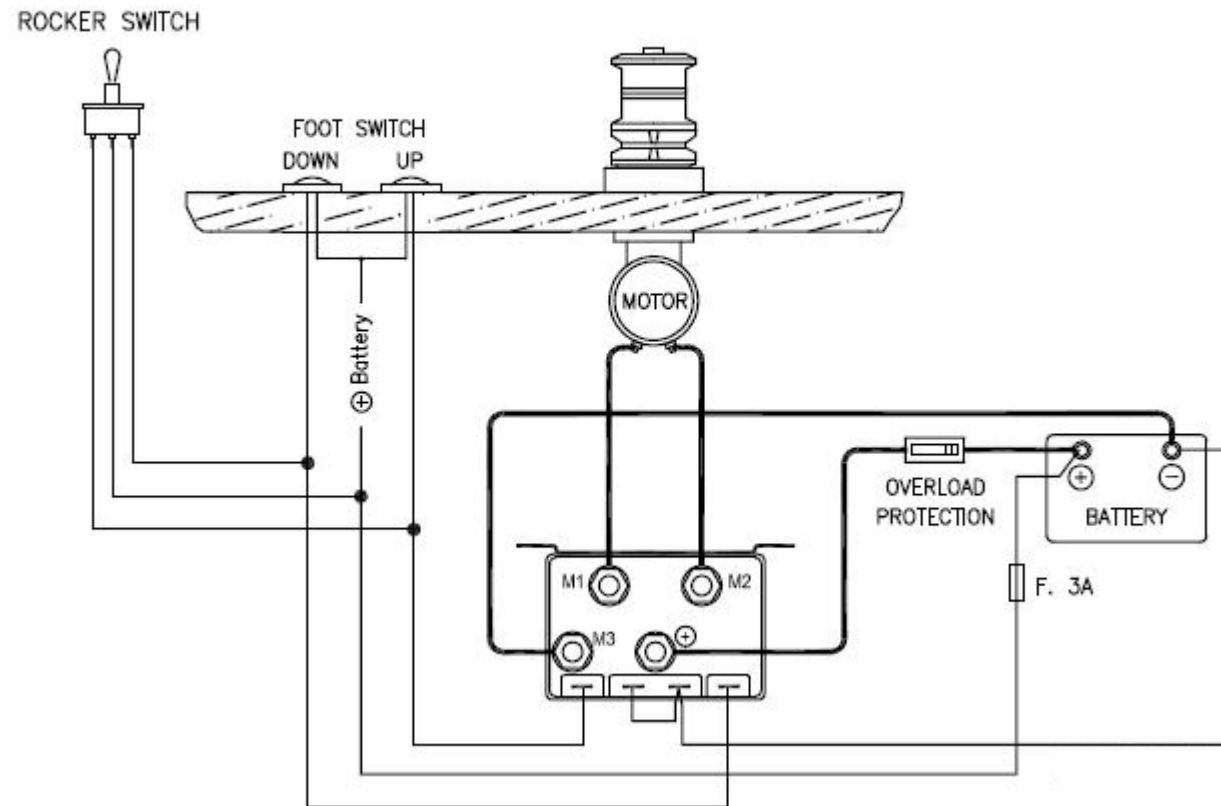 ROCKER SWITCH
FOOT SWITCH
DOWN UP
MOTOR
⊕ Battery
OVERLOAD
PROTECTION
⊕ ⊖
BATTERY
M1 M2
F. 3A
M3 ⊕